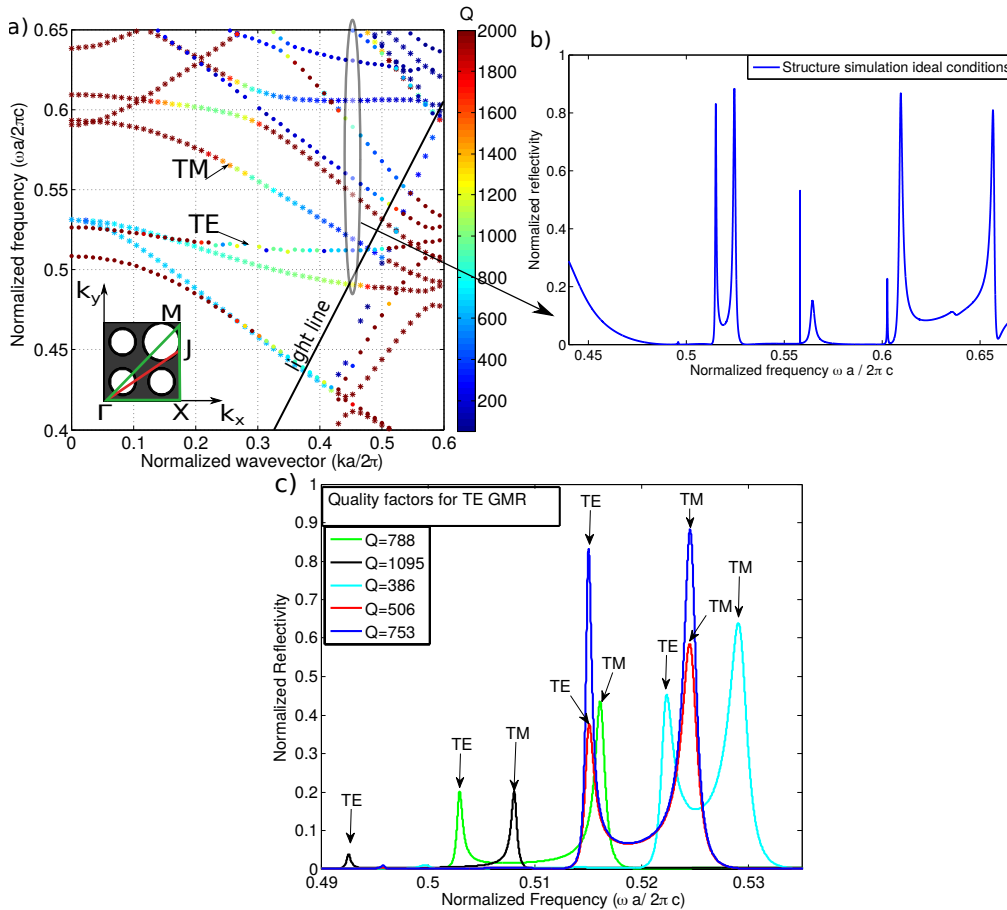 a)
Q
Normalized frequency (ωa/2πc)
0.65
0.6
0.55
0.5
0.45
0.4
TM
TE
light line
k_y
M
J
Γ
X
k_x
0
0.1
0.2
0.3
0.4
0.5
0.6
Normalized wavevector (ka/2π)
2000
1800
1600
1400
1200
1000
800
600
400
200
b)
Structure simulation ideal conditions
Normalized reflectivity
1
0.8
0.6
0.4
0.2
0
0.45
0.5
0.55
0.6
0.65
Normalized frequency ω a / 2π c
c)
Quality factors for TE GMR
Q=788
Q=1095
Q=386
Q=506
Q=753
Normalized Reflectivity
1
0.9
0.8
0.7
0.6
0.5
0.4
0.3
0.2
0.1
0
TE
TM
TM
TM
TE
TM
TE
TE
TM
TE
0.49
0.5
0.51
0.52
0.53
Normalized Frequency (ω a/ 2π c)